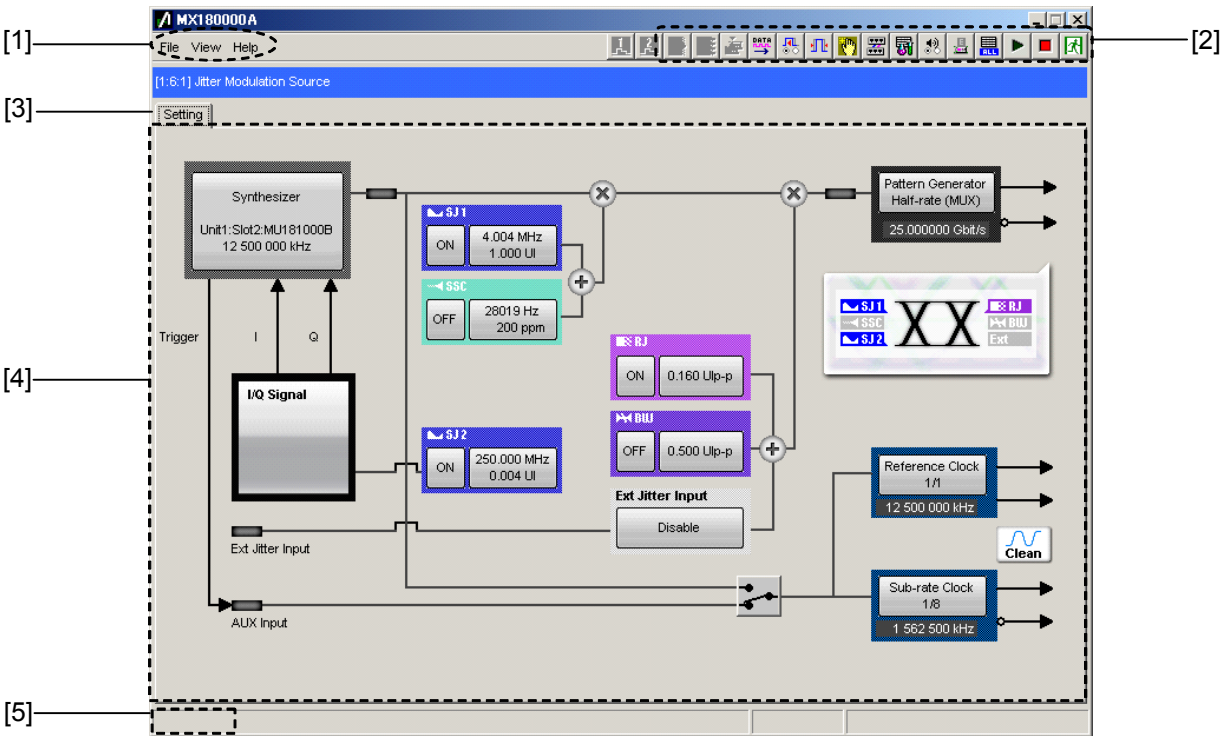 MX180000A
[1]
File View Help
1 2 DATA ALL
[2]
[1:6:1] Jitter Modulation Source
[3]
Setting
Synthesizer
Unit1:Slot2:MU181000B
12 500 000 kHz
SJ1
ON
4.004 MHz
1.000 UI
SSC
OFF
28019 Hz
200 ppm
Pattern Generator
Half-rate (MUX)
25.000000 Gbit/s
SJ1
SSC
SJ2
XX
RJ
BUJ
Ext
Trigger
I
Q
[4]
I/Q Signal
RJ
ON
0.160 UIp-p
BUJ
OFF
0.500 UIp-p
SJ2
ON
250.000 MHz
0.004 UI
Ext Jitter Input
Disable
Ext Jitter Input
Reference Clock
1/1
12 500 000 kHz
Clean
AUX Input
Sub-rate Clock
1/8
1 562 500 kHz
[5]